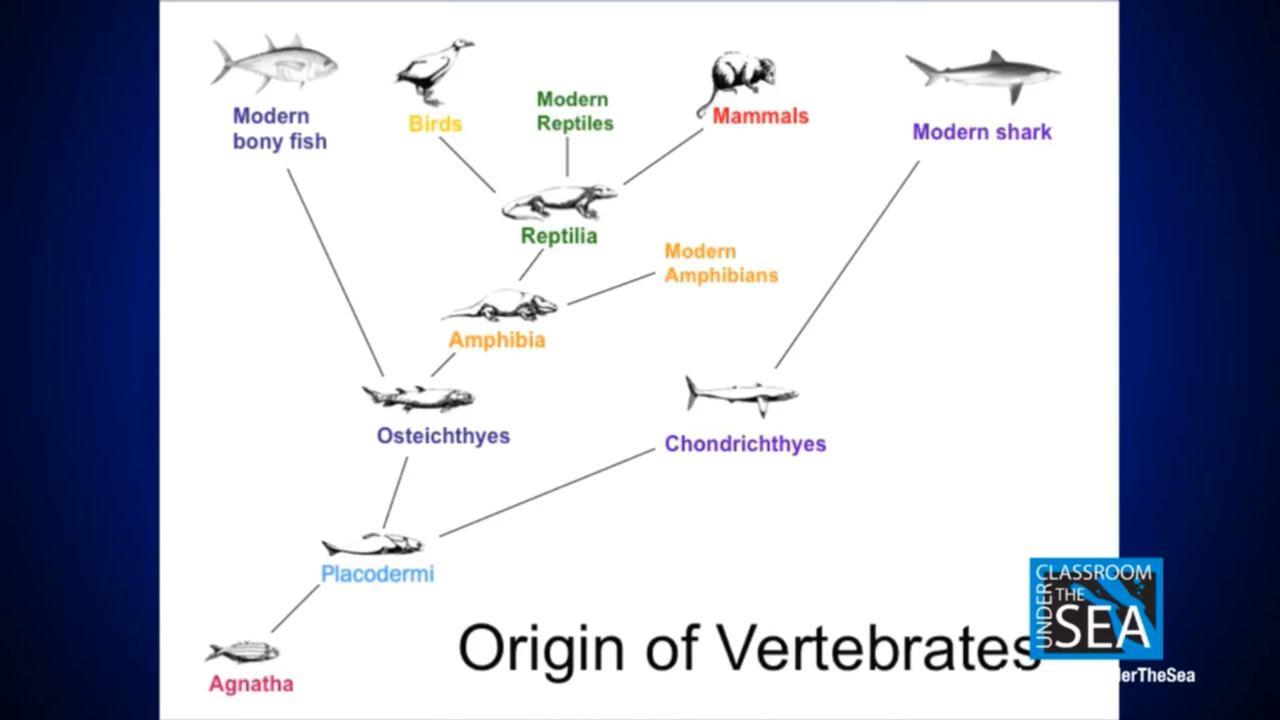 Modern
bony fish
Birds
Modern
Reptiles
Mammals
Modern shark
Reptilia
Modern
Amphibians
Amphibia
Osteichthyes
Chondrichthyes
Placodermi
Agnatha
Origin of Vertebrates
CLASSROOM
UNDER
THE
SEA
derTheSea